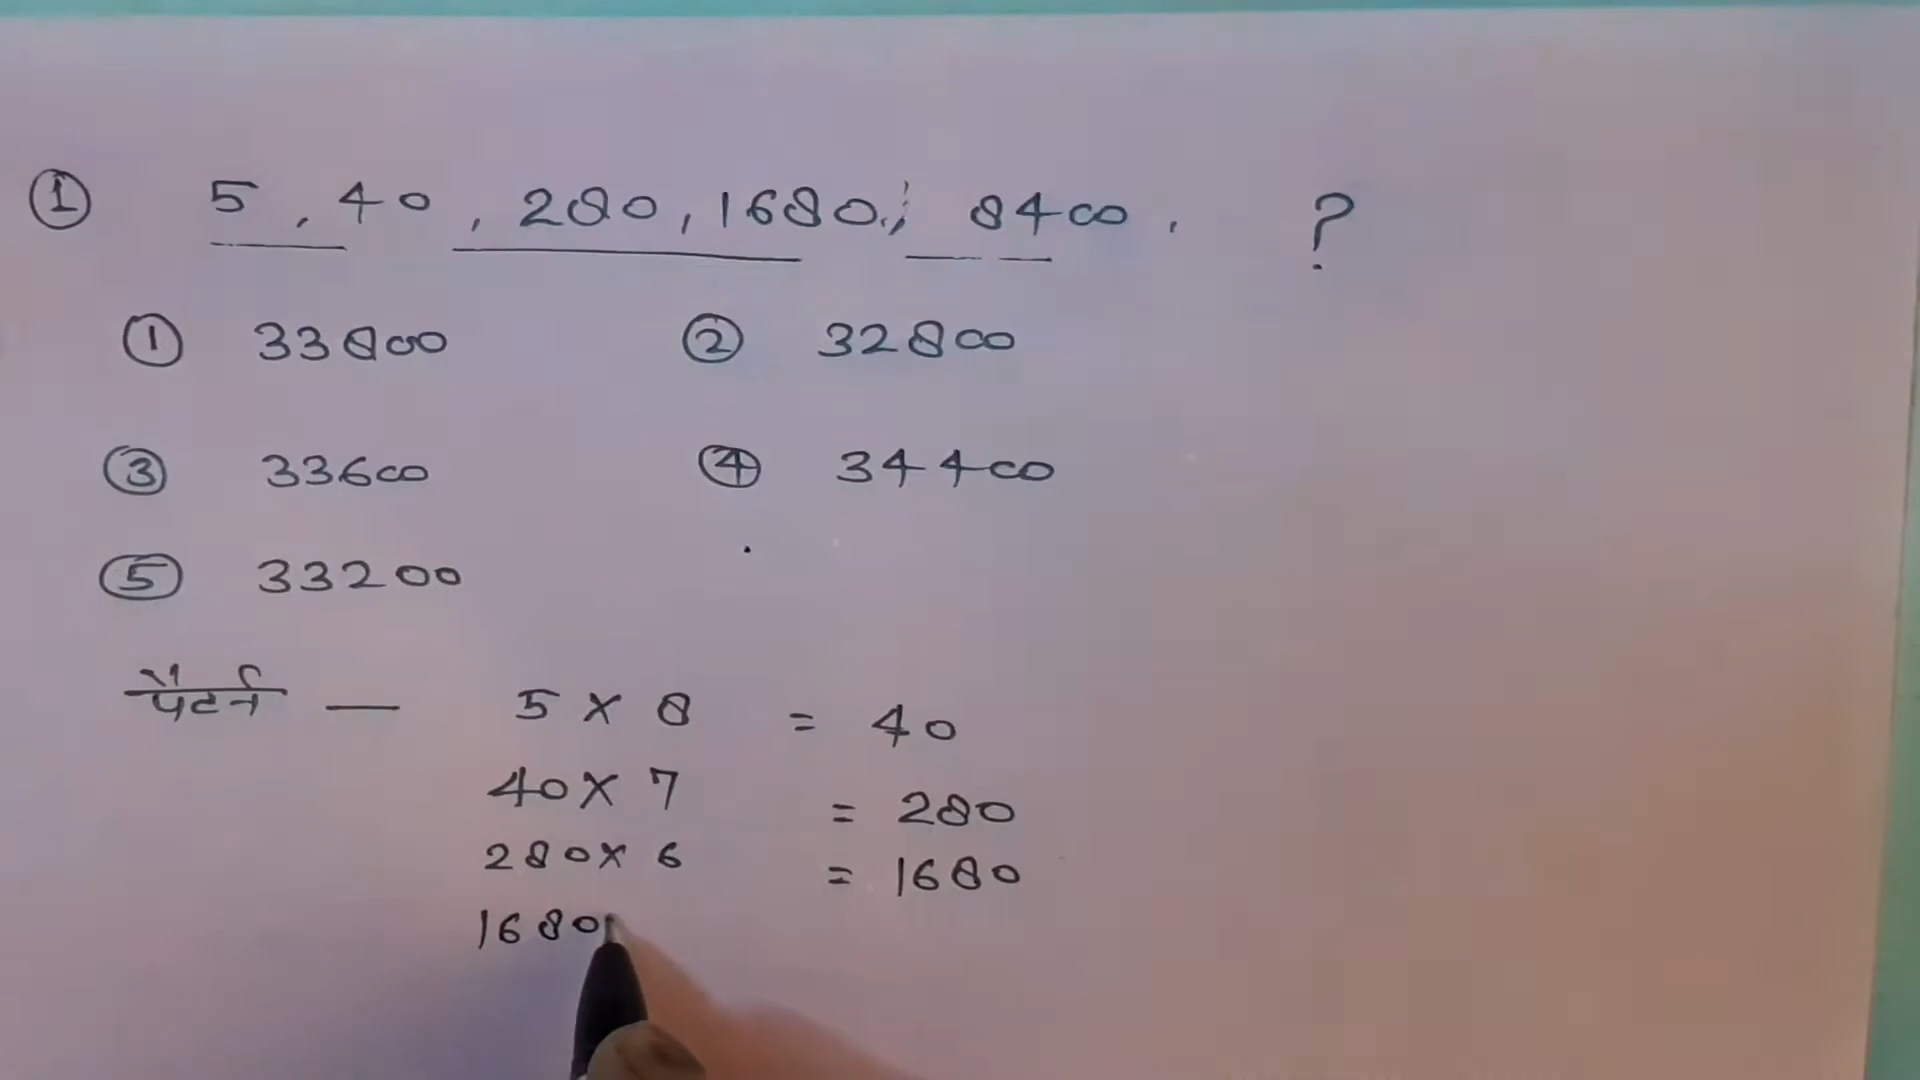 ① 5, 40, 280, 1680, 8400, ?
① 33800 ② 32800
③ 33600 ④ 34400
⑤ 33200
पैटर्न — 5 × 8 = 40
40 × 7 = 280
280 × 6 = 1680
1680